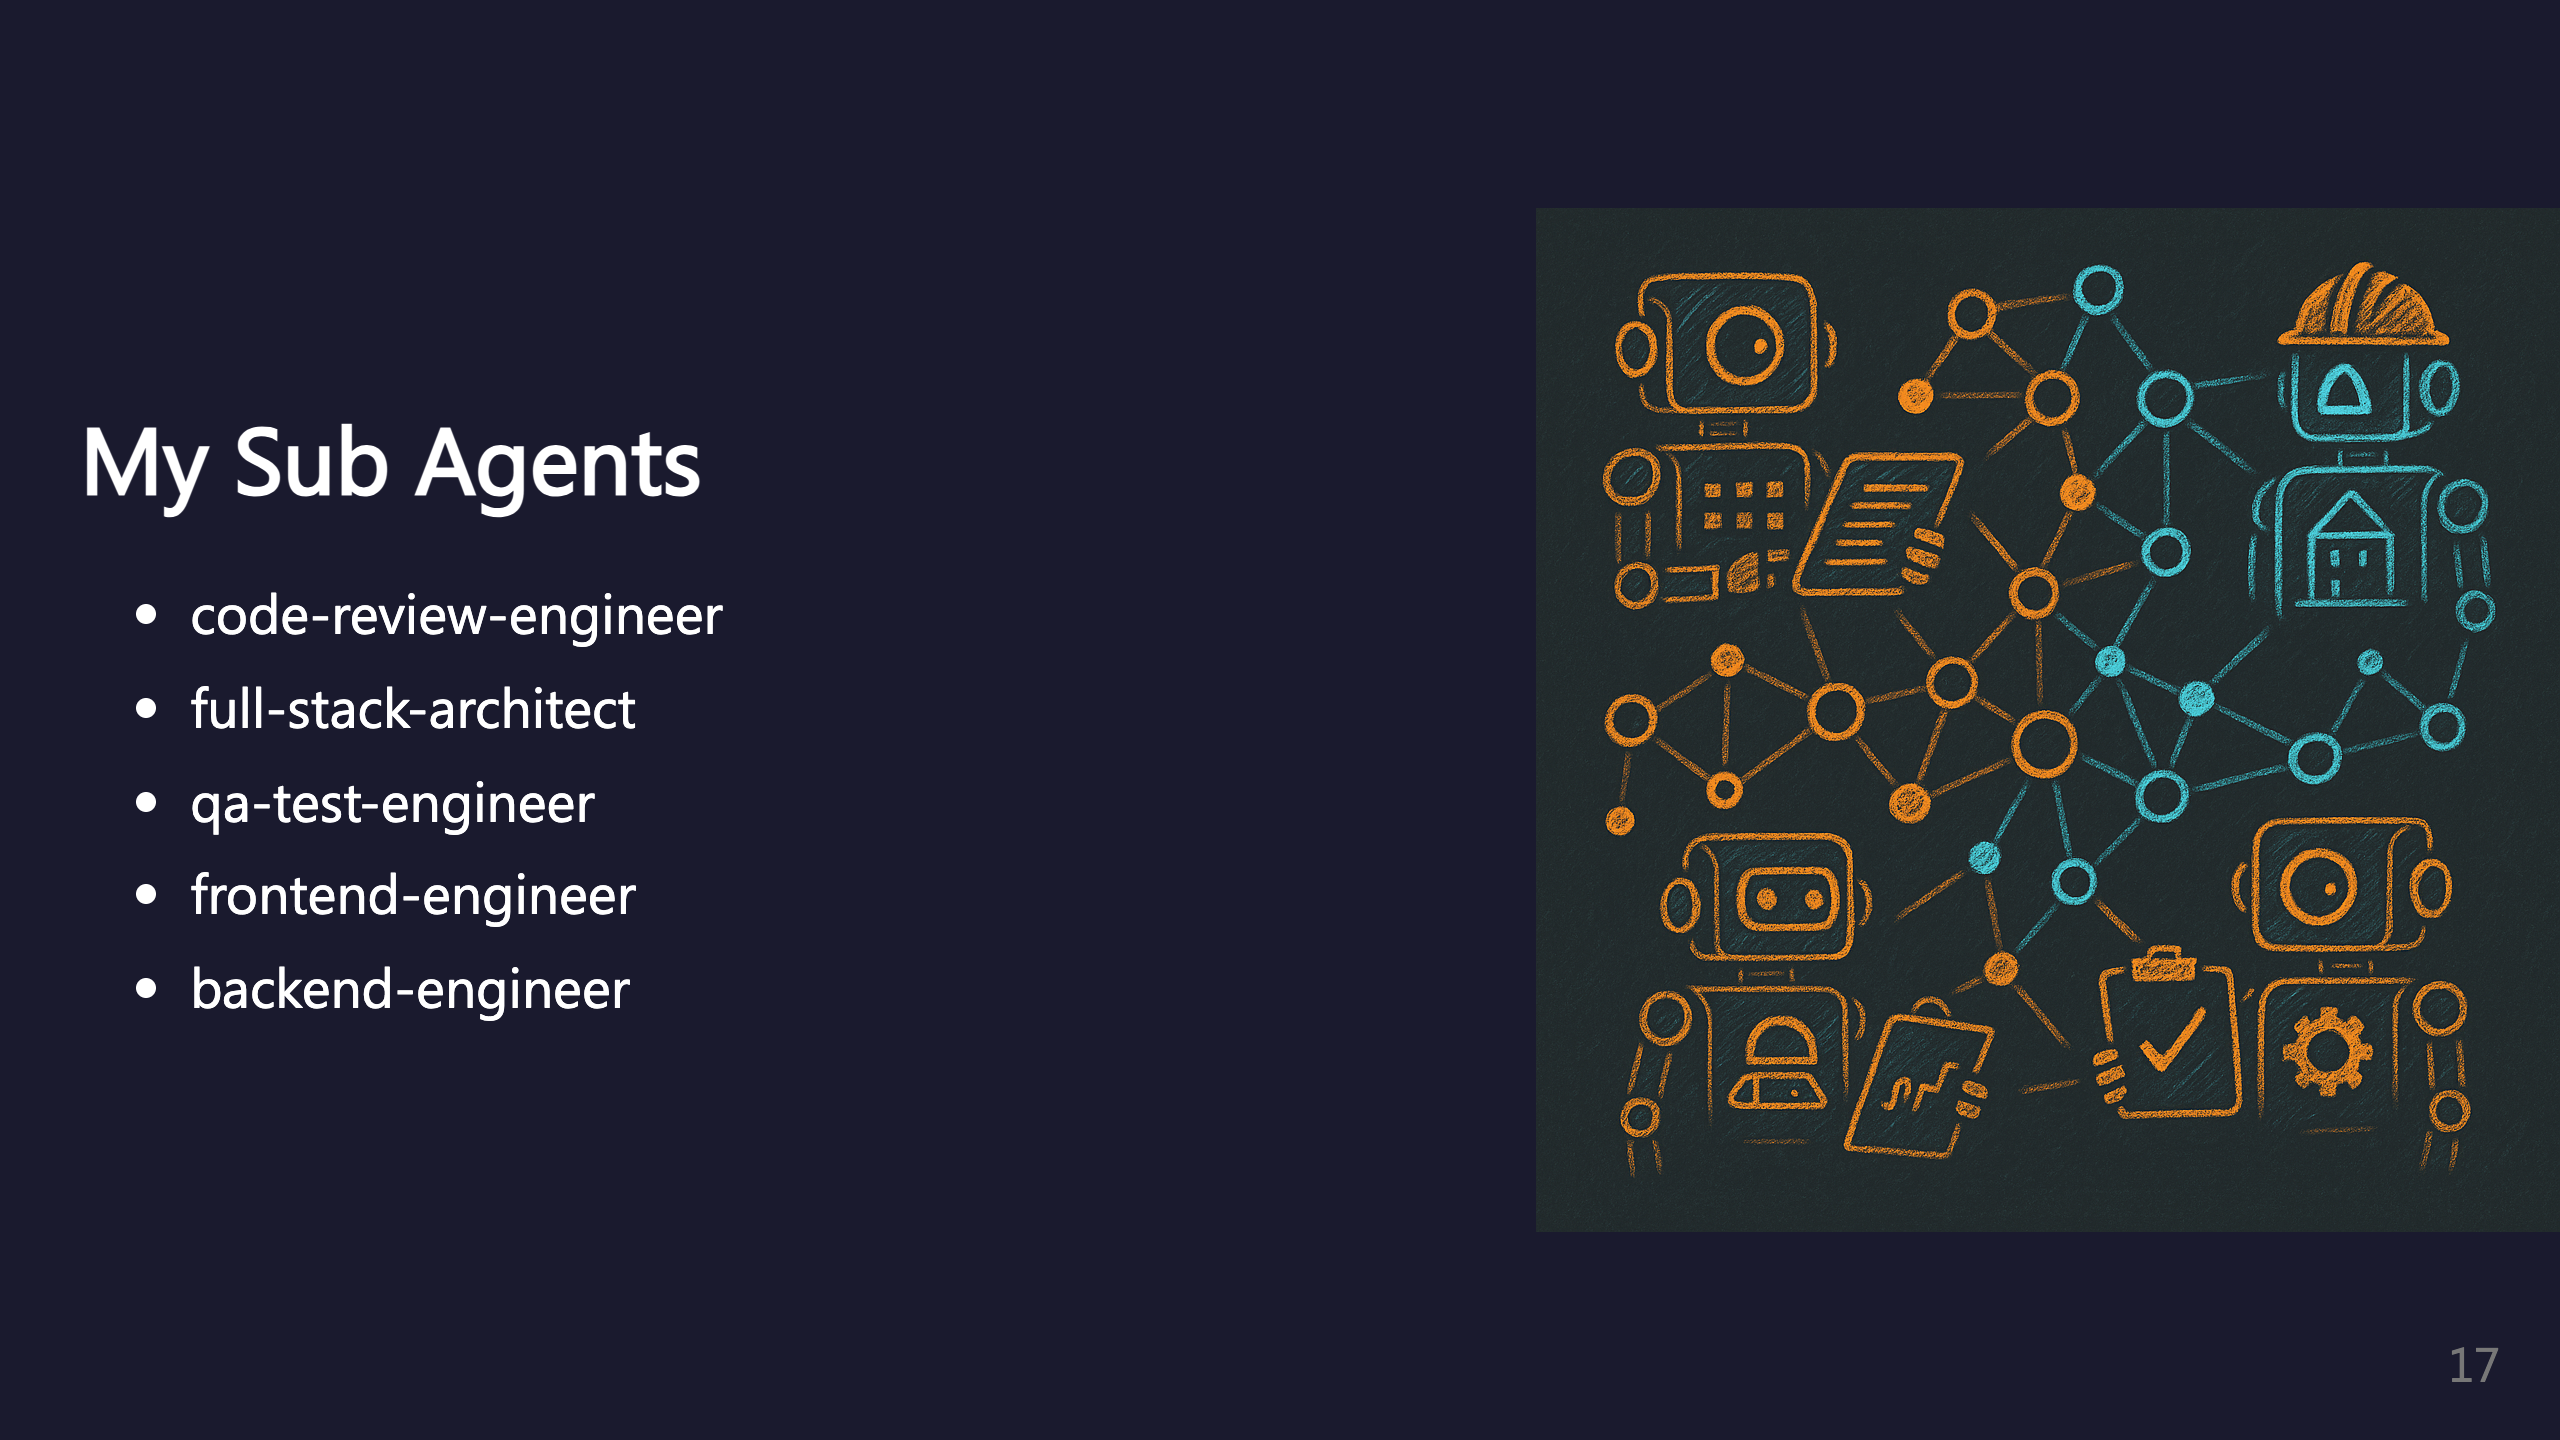 My Sub Agents
• code-review-engineer
• full-stack-architect
• qa-test-engineer
• frontend-engineer
• backend-engineer
17